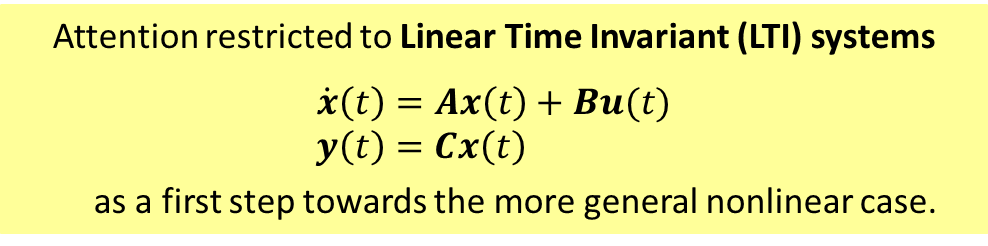 Attention restricted to Linear Time Invariant (LTI) systems
ẋ(t) = Ax(t) + Bu(t)
y(t) = Cx(t)
as a first step towards the more general nonlinear case.